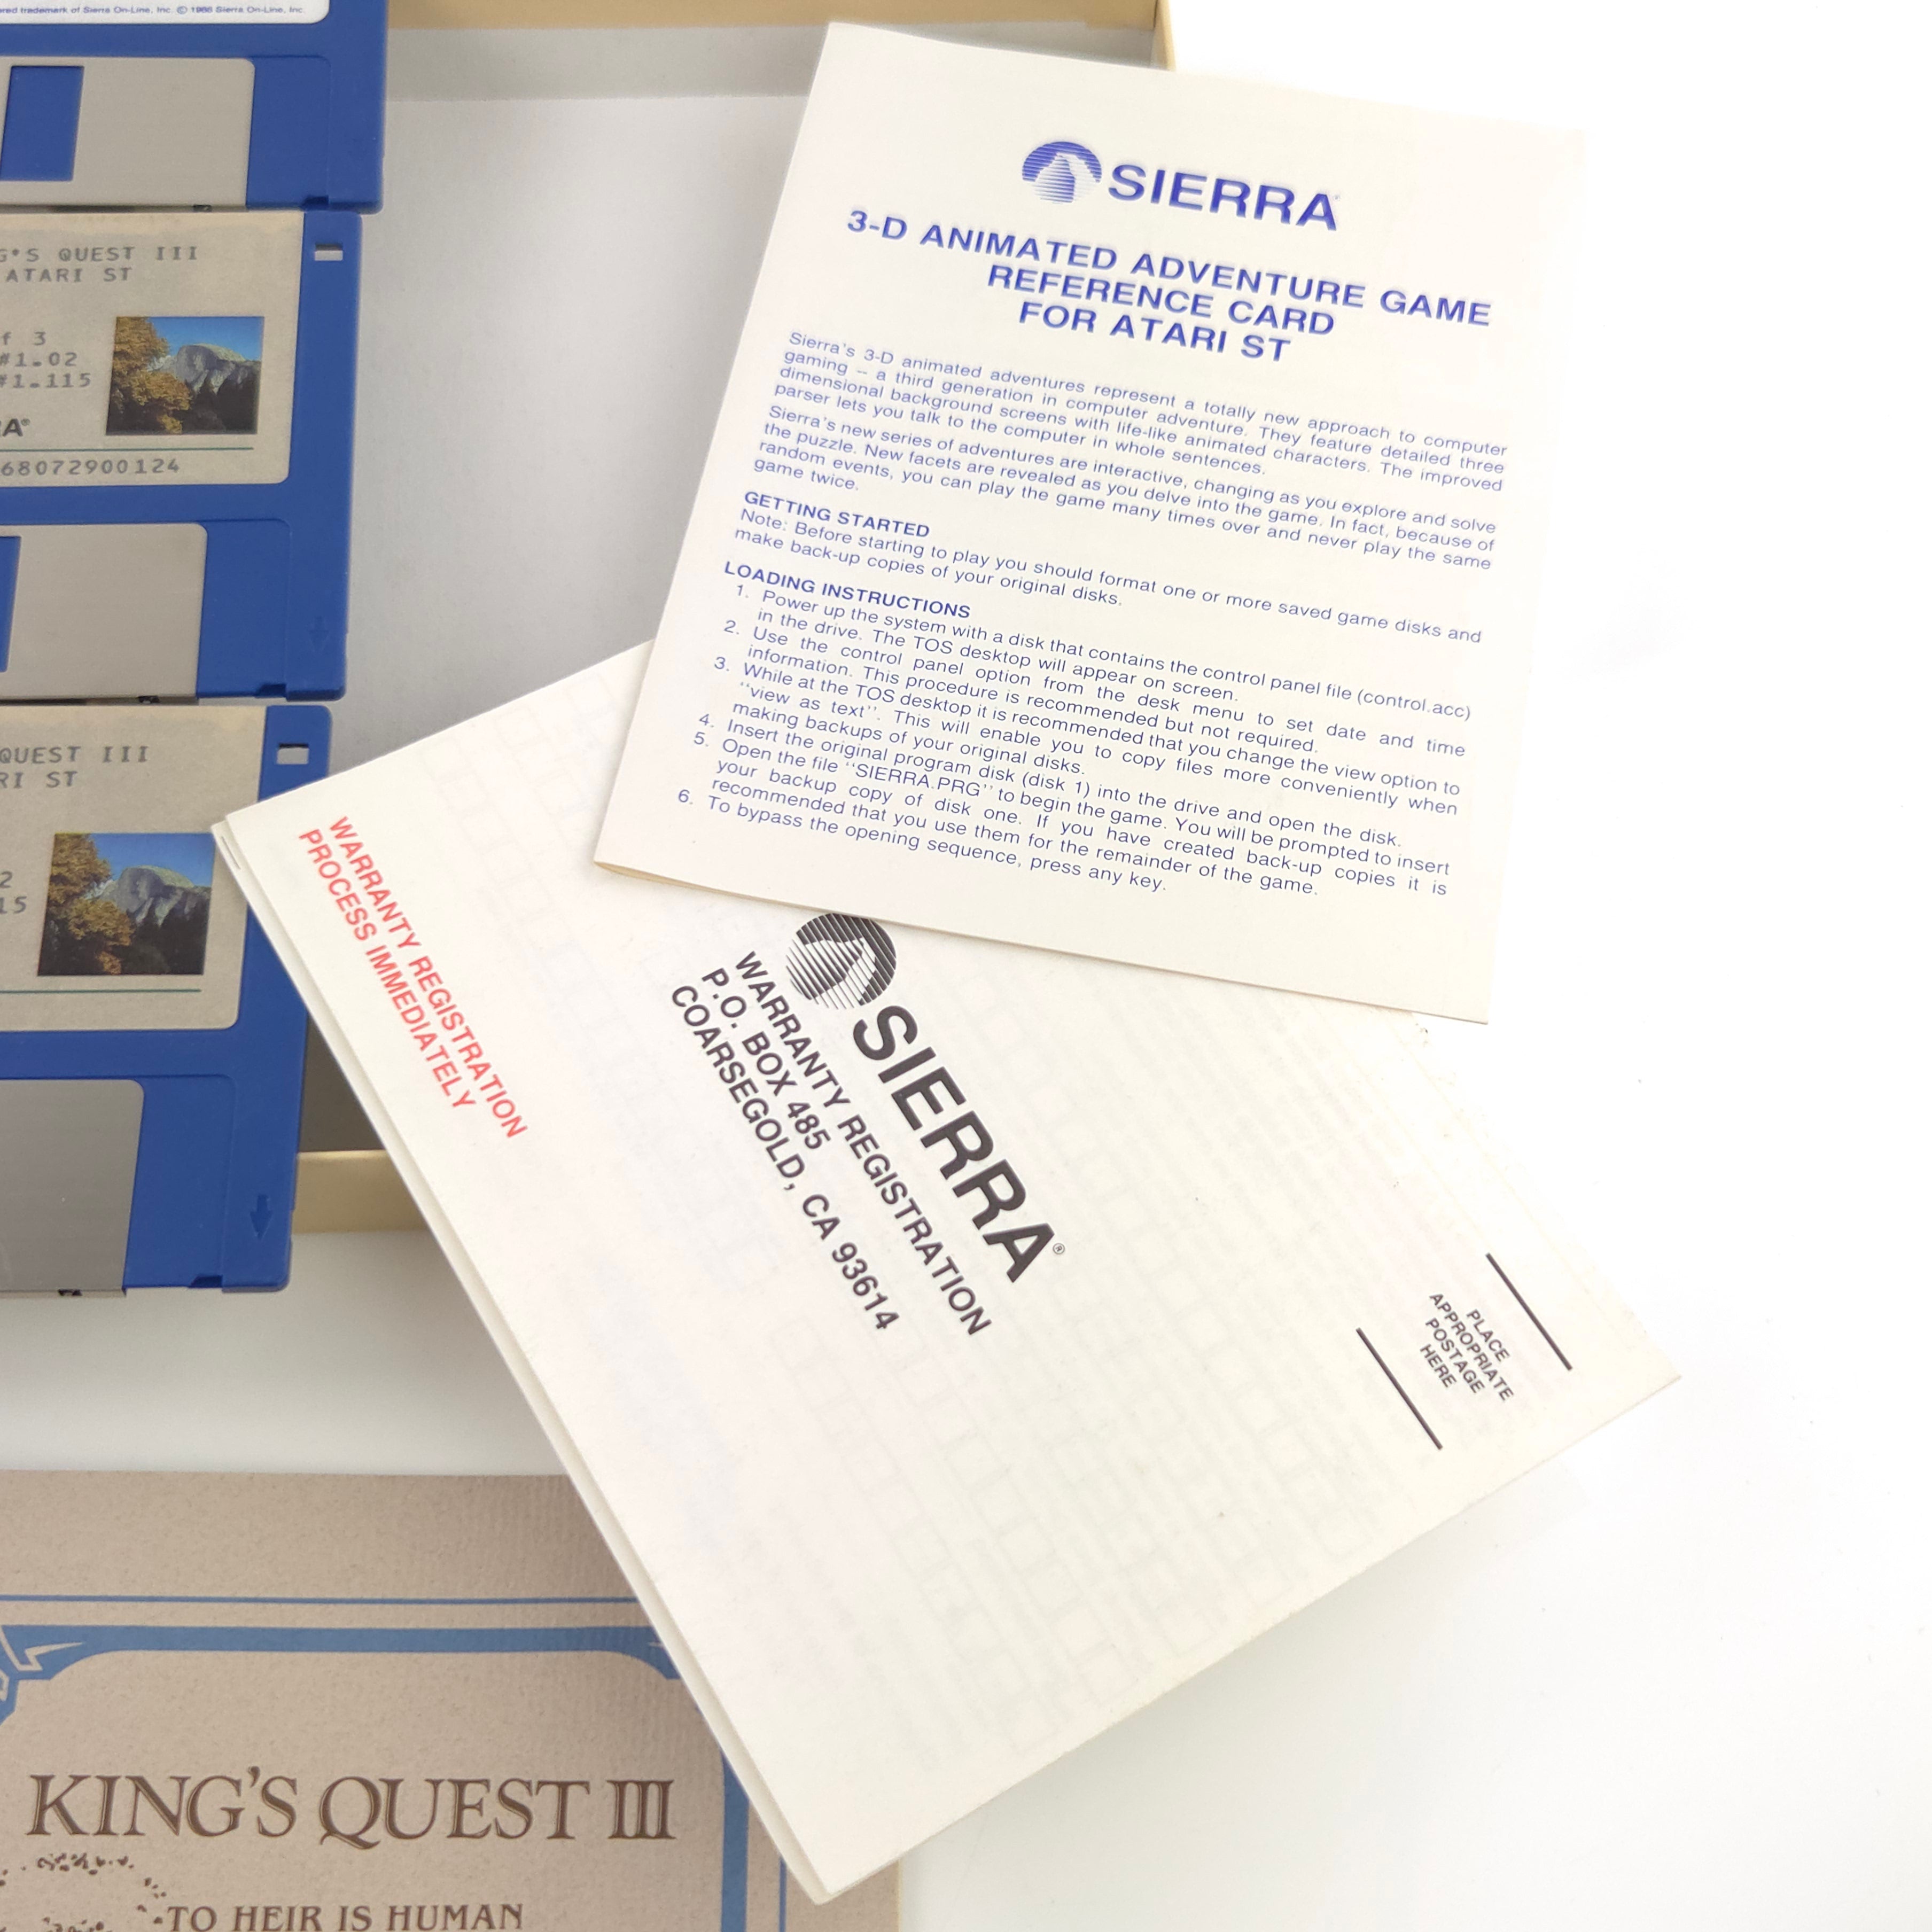 red trademark of Sierra On-Line, Inc. © 1986 Sierra On-Line, Inc.
G'S QUEST III
ATARI ST
f 3
#1.02
#1.115
RA®
68072900124
QUEST III
RI ST
2
15
SIERRA
3-D ANIMATED ADVENTURE GAME
REFERENCE CARD
FOR ATARI ST
Sierra's 3-D animated adventures represent a totally new approach to computer
gaming – a third generation in computer adventure. They feature detailed three
dimensional background screens with life-like animated characters. The improved
parser lets you talk to the computer in whole sentences.
Sierra's new series of adventures are interactive, changing as you explore and solve
the puzzle. New facets are revealed as you delve into the game. In fact, because of
random events, you can play the game many times over and never play the same
game twice.
GETTING STARTED
Note: Before starting to play you should format one or more saved game disks and
make back-up copies of your original disks.
LOADING INSTRUCTIONS
1. Power up the system with a disk that contains the control panel file (control.acc)
in the drive. The TOS desktop will appear on screen.
2. Use the control panel option from the desk menu to set date and time
information. This procedure is recommended but not required.
3. While at the TOS desktop it is recommended that you change the view option to
‘‘view as text’’. This will enable you to copy files more conveniently when
making backups of your original disks.
4. Insert the original program disk (disk 1) into the drive and open the disk.
5. Open the file ‘‘SIERRA.PRG’’ to begin the game. You will be prompted to insert
your backup copy of disk one. If you have created back-up copies it is
recommended that you use them for the remainder of the game.
6. To bypass the opening sequence, press any key.
WARRANTY REGISTRATION
PROCESS IMMEDIATELY
SIERRA®
WARRANTY REGISTRATION
P.O. BOX 485
COARSEGOLD, CA 93614
PLACE
APPROPRIATE
POSTAGE
HERE
KING'S QUEST III
TO HEIR IS HUMAN